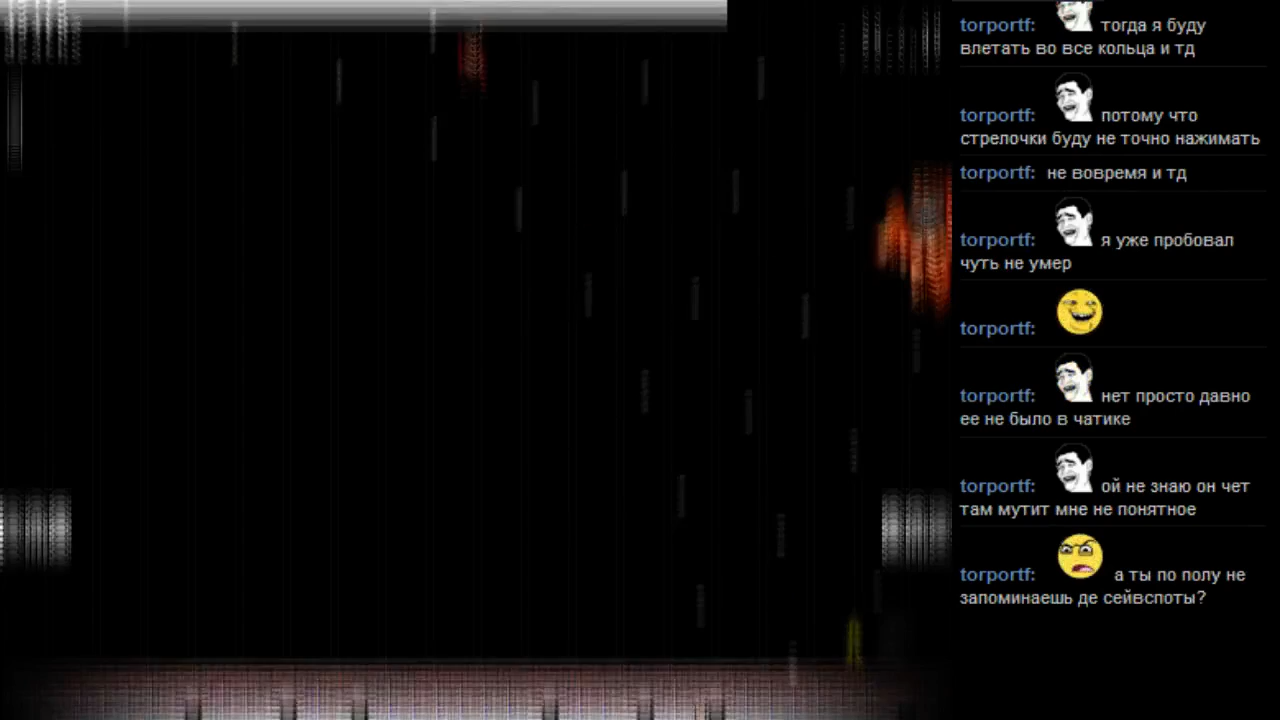 torportf: тогда я буду
влетать во все кольца и тд
torportf: потому что
стрелочки буду не точно нажимать
torportf: не вовремя и тд
torportf: я уже пробовал
чуть не умер
torportf:
torportf: нет просто давно
ее не было в чатике
torportf: ой не знаю он чет
там мутит мне не понятное
torportf: а ты по полу не
запоминаешь де сейвспоты?